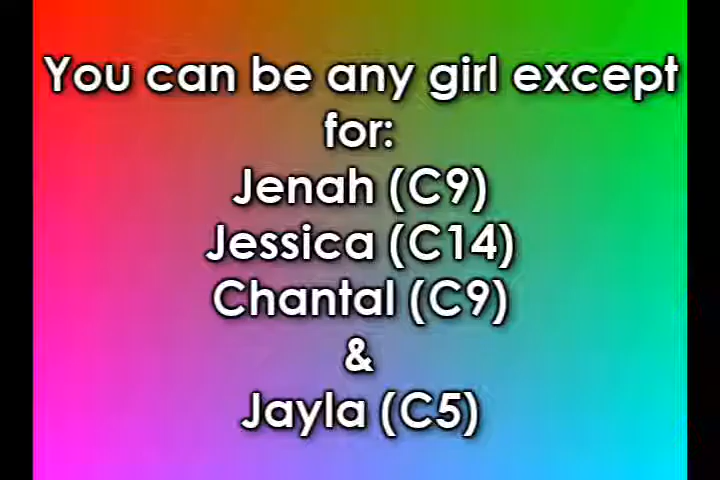 You can be any girl except
for:
Jenah (C9)
Jessica (C14)
Chantal (C9)
&
Jayla (C5)